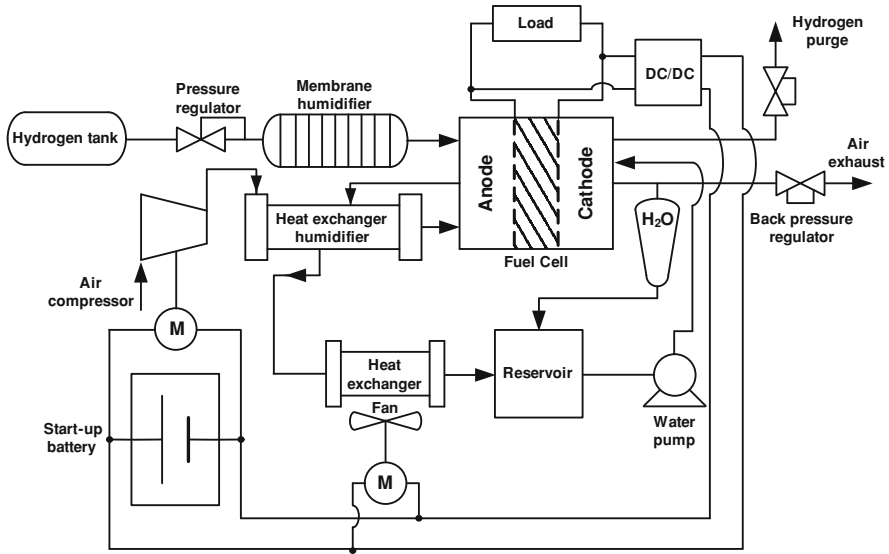 Load
Hydrogen
purge
DC/DC
Pressure
regulator
Membrane
humidifier
Hydrogen tank
Anode
Cathode
Air
exhaust
Heat exchanger
humidifier
H₂O
Back pressure
regulator
Fuel Cell
Air
compressor
M
Heat
exchanger
Reservoir
Fan
Water
pump
Start-up
battery
M